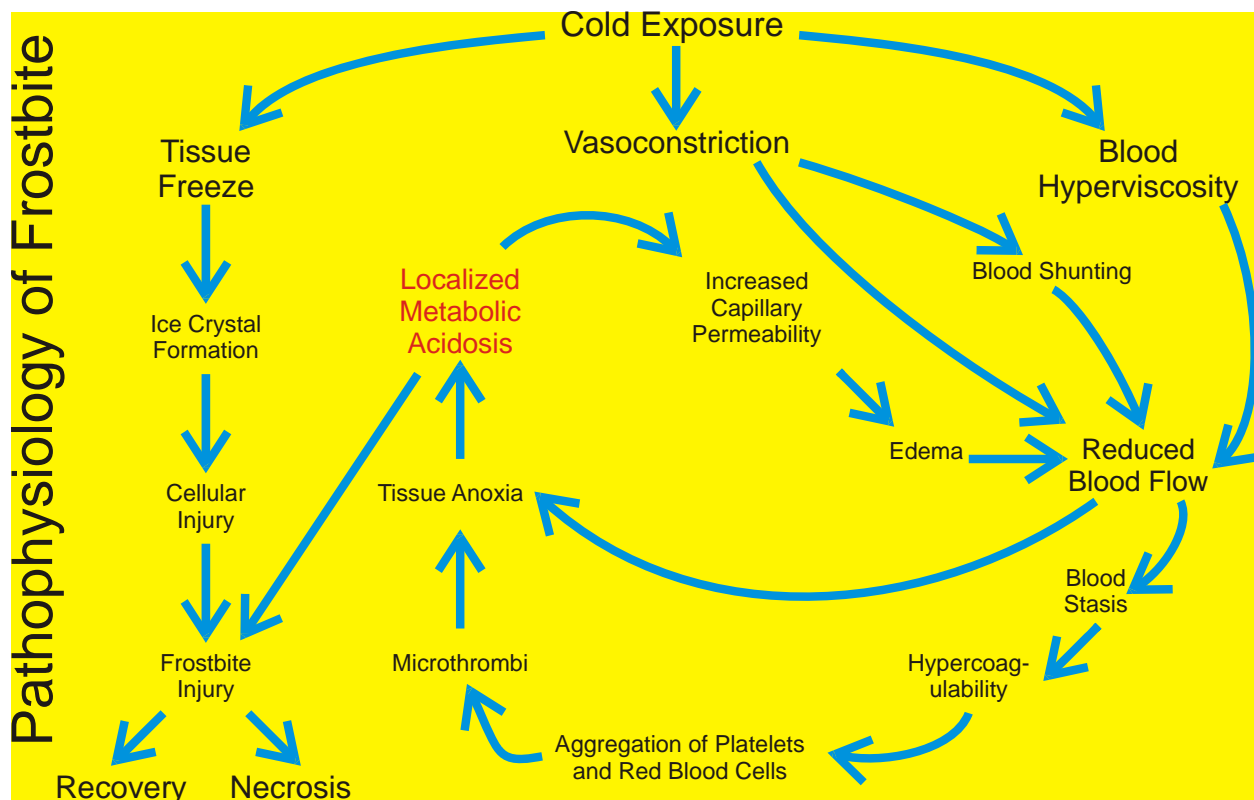 Pathophysiology of Frostbite
Cold Exposure
Tissue
Freeze
Vasoconstriction
Blood
Hyperviscosity
Blood Shunting
Localized
Metabolic
Acidosis
Increased
Capillary
Permeability
Ice Crystal
Formation
Edema
Reduced
Blood Flow
Cellular
Injury
Tissue Anoxia
Blood
Stasis
Frostbite
Injury
Microthrombi
Hypercoag-
ulability
Aggregation of Platelets
and Red Blood Cells
Recovery
Necrosis